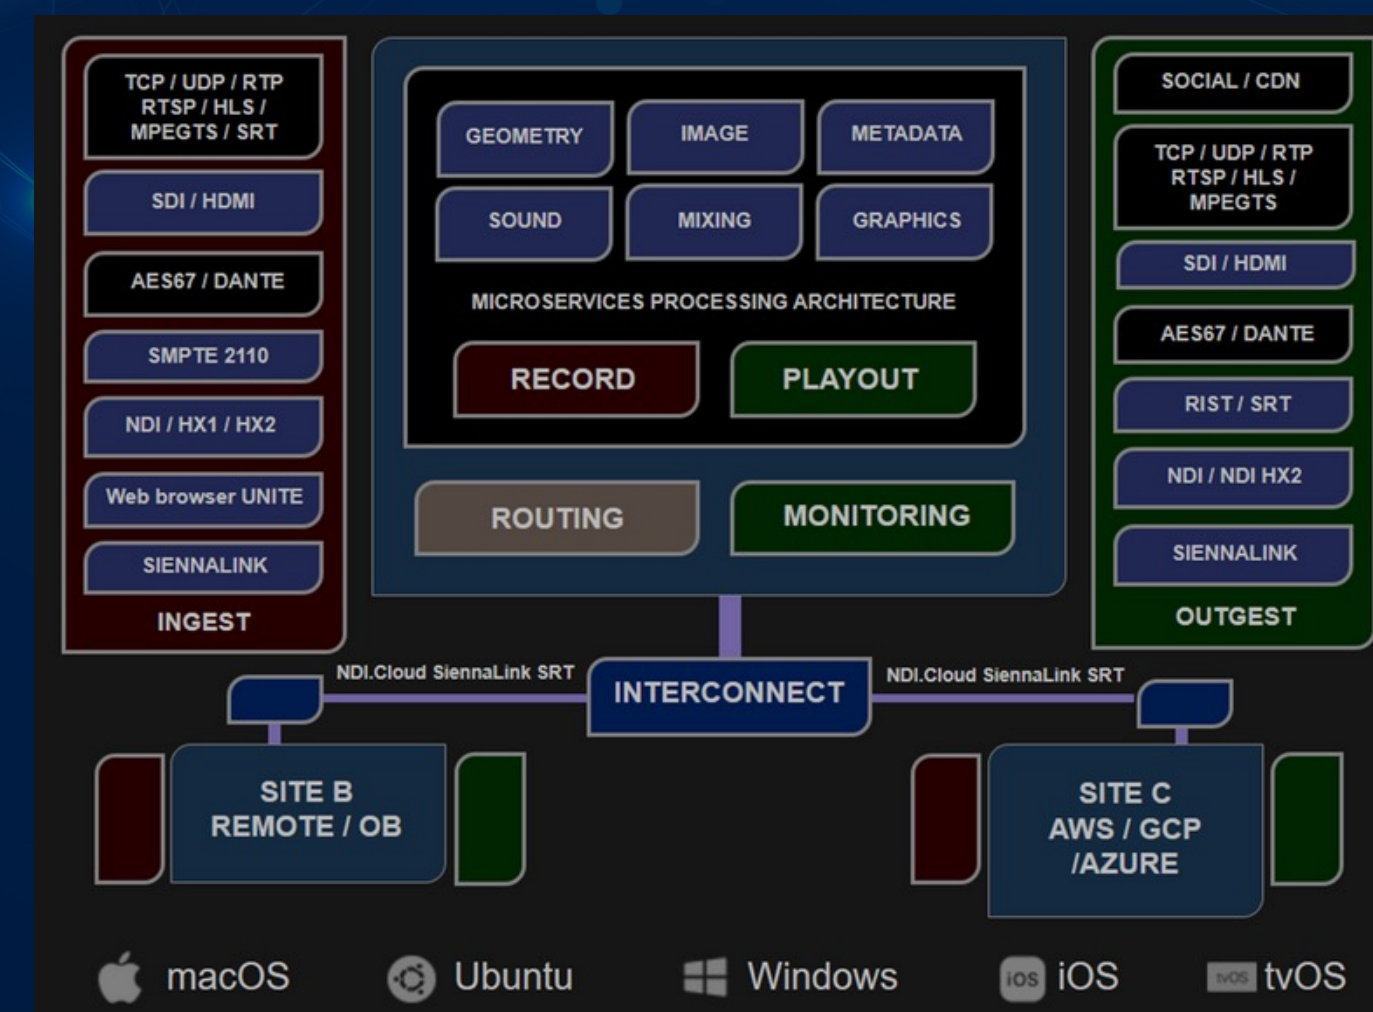 TCP / UDP / RTP
RTSP / HLS /
MPEGTS / SRT
SDI / HDMI
AES67 / DANTE
SMPTE 2110
NDI / HX1 / HX2
Web browser UNITE
SIENNALINK
INGEST
GEOMETRY
IMAGE
METADATA
SOUND
MIXING
GRAPHICS
MICROSERVICES PROCESSING ARCHITECTURE
RECORD
PLAYOUT
ROUTING
MONITORING
SOCIAL / CDN
TCP / UDP / RTP
RTSP / HLS /
MPEGTS
SDI / HDMI
AES67 / DANTE
RIST / SRT
NDI / NDI HX2
SIENNALINK
OUTGEST
NDI.Cloud SiennaLink SRT
INTERCONNECT
NDI.Cloud SiennaLink SRT
SITE B
REMOTE / OB
SITE C
AWS / GCP
/AZURE
macOS
Ubuntu
Windows
iOS iOS
tvOS tvOS